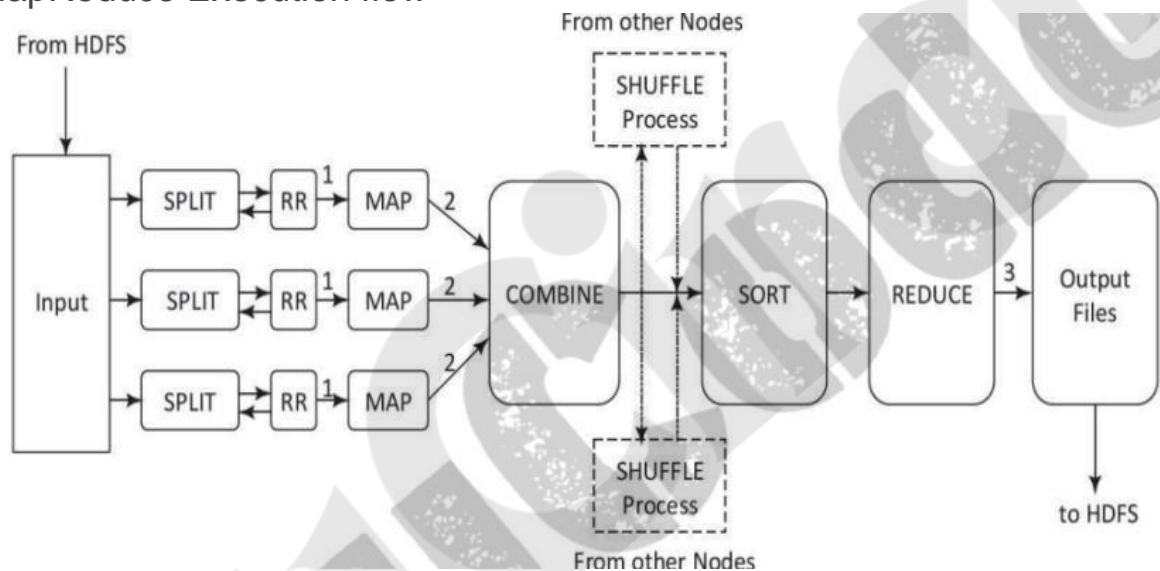 From other Nodes
From HDFS
SHUFFLE
Process
SPLIT
RR
1
MAP
2
Input
SPLIT
RR
1
MAP
2
COMBINE
SORT
REDUCE
3
Output
Files
SPLIT
RR
1
MAP
2
SHUFFLE
Process
to HDFS
From other Nodes